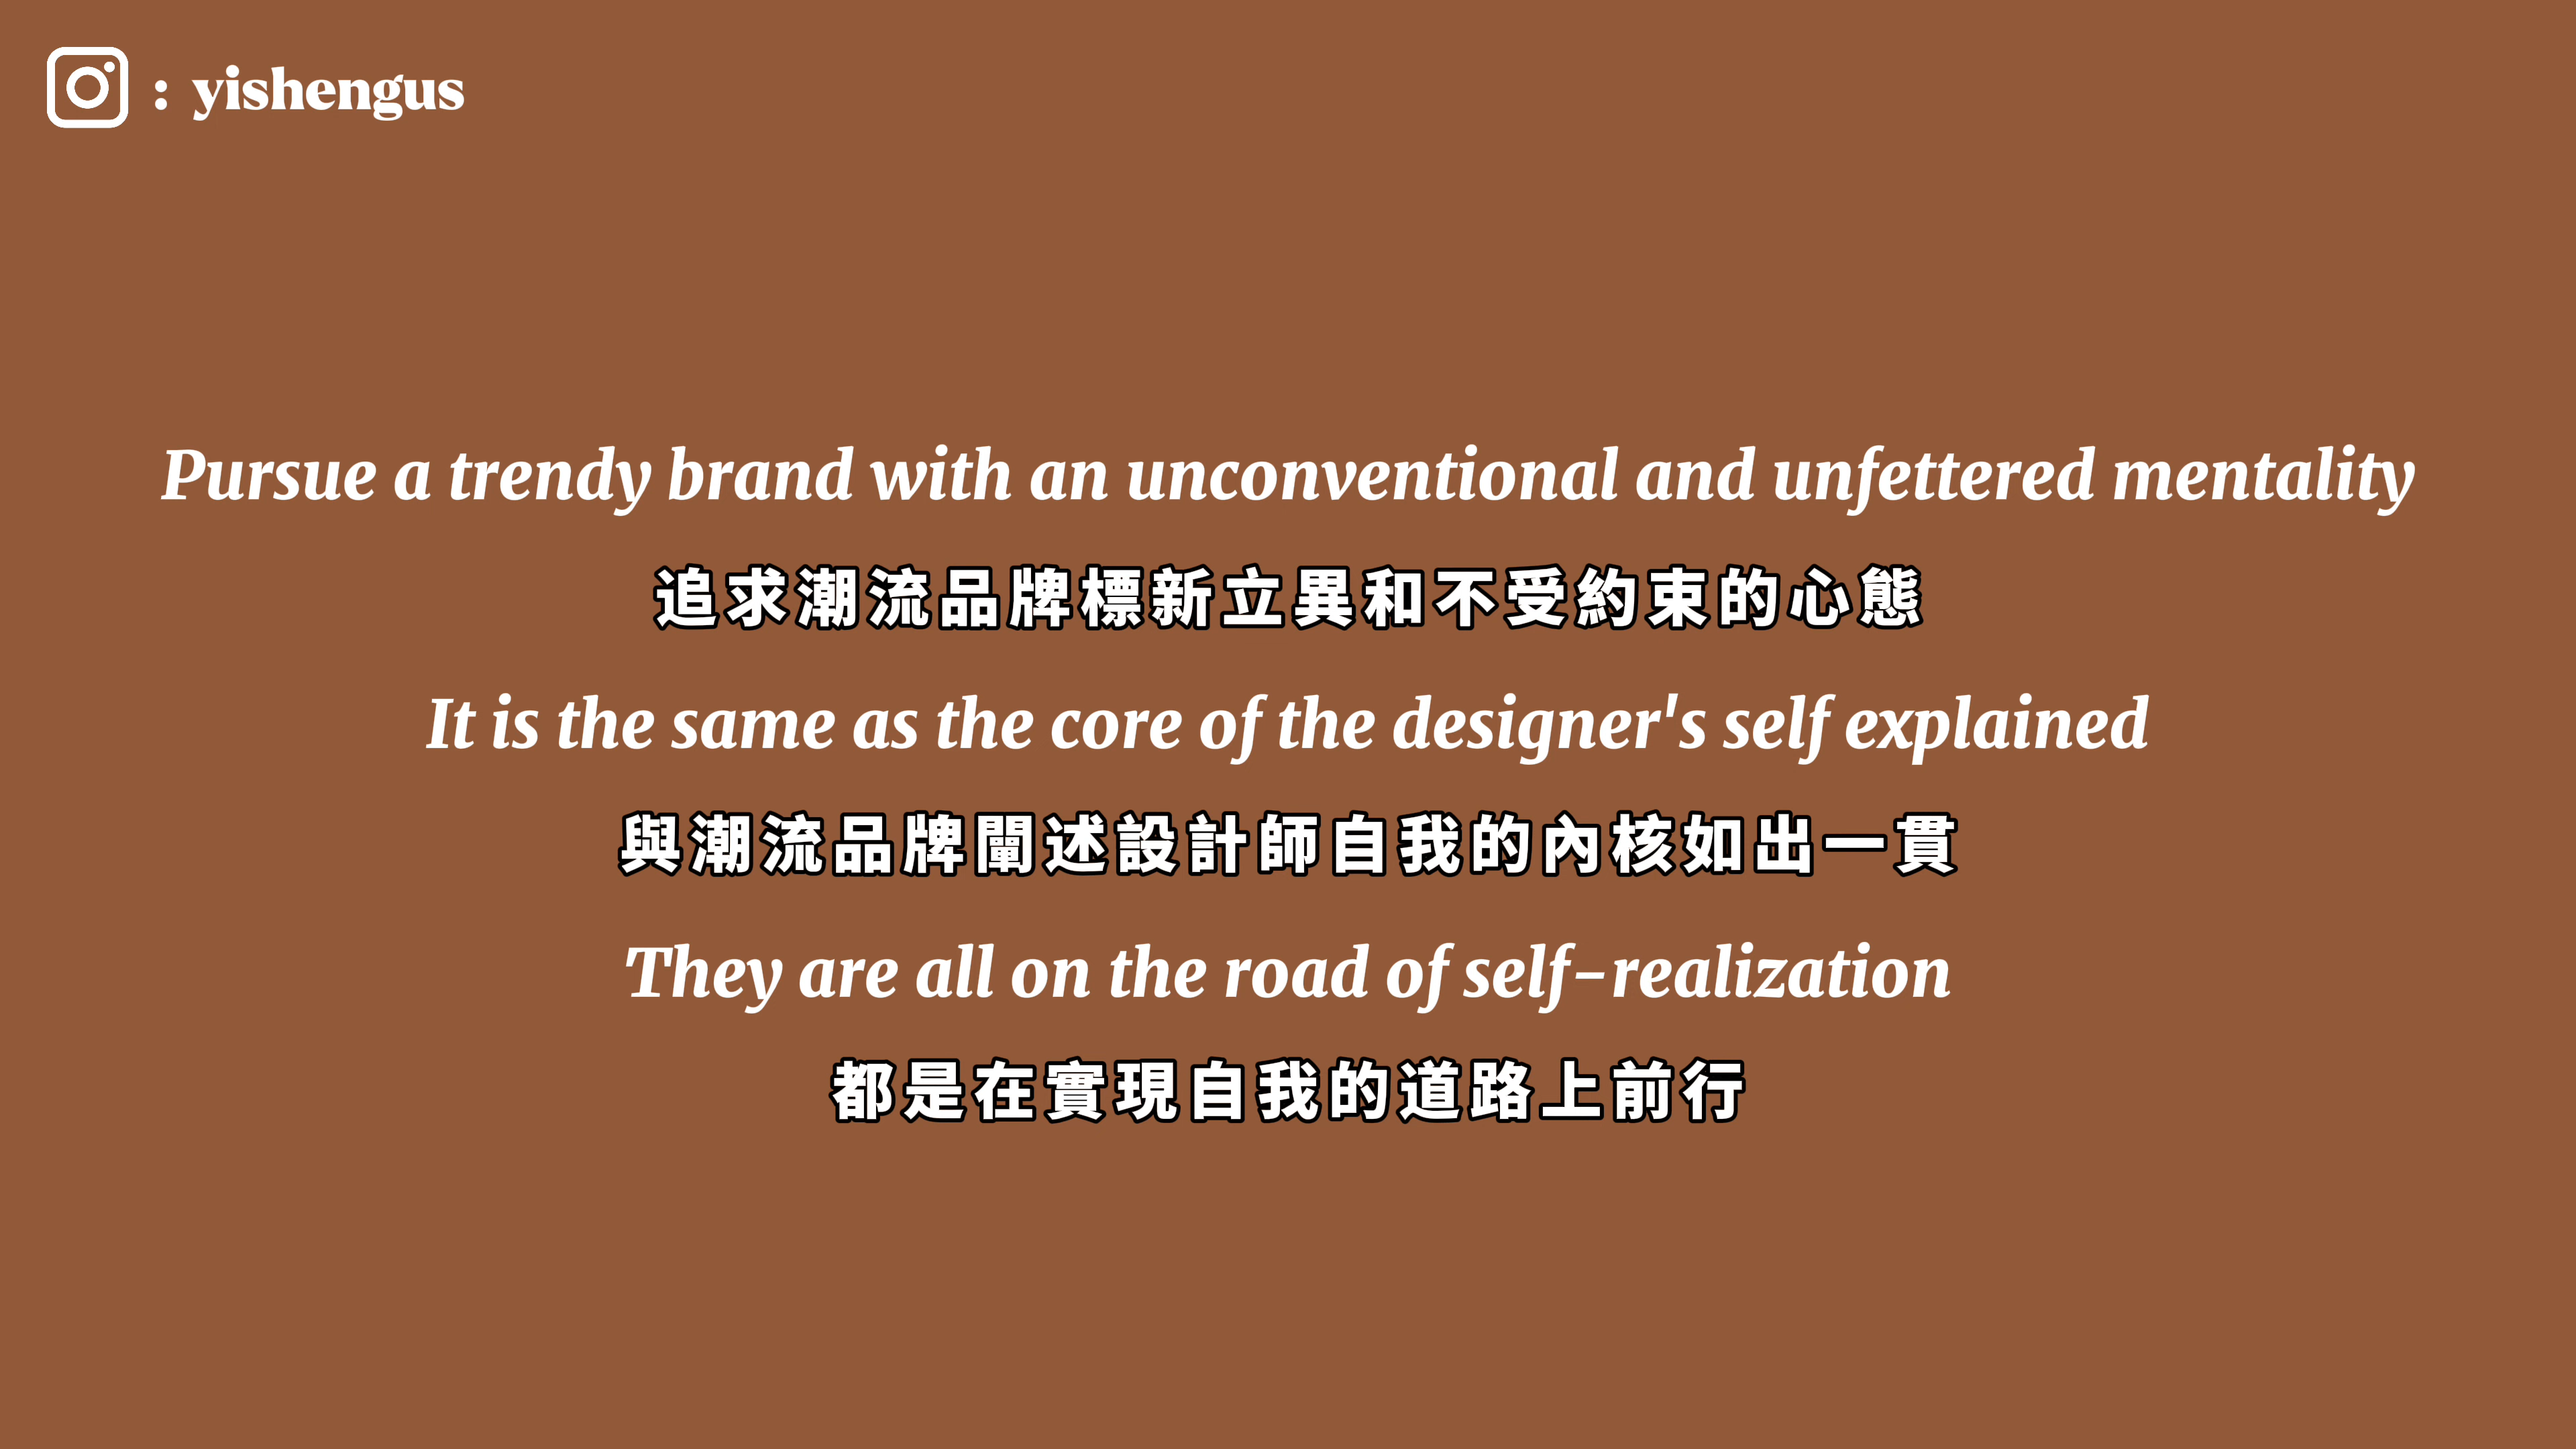 : yishengus
Pursue a trendy brand with an unconventional and unfettered mentality
追求潮流品牌標新立異和不受約束的心態
It is the same as the core of the designer's self explained
與潮流品牌闡述設計師自我的內核如出一貫
They are all on the road of self-realization
都是在實現自我的道路上前行